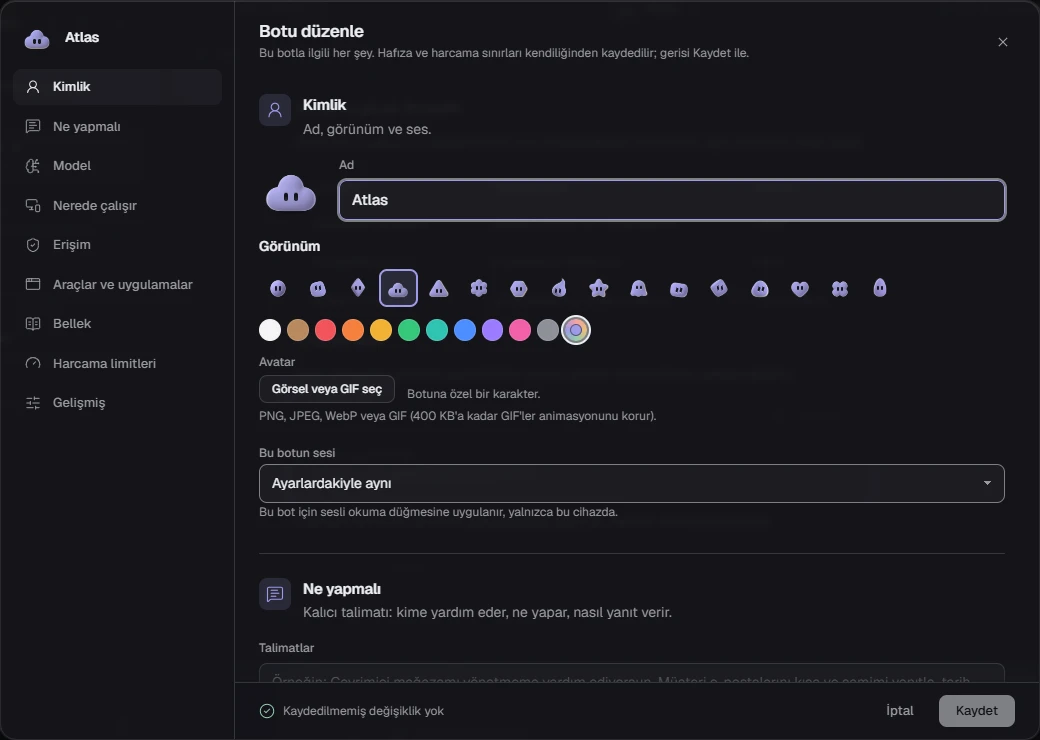 Atlas
Kimlik
Ne yapmalı
Model
Nerede çalışır
Erişim
Araçlar ve uygulamalar
Bellek
Harcama limitleri
Gelişmiş
Botu düzenle
Bu botla ilgili her şey. Hafıza ve harcama sınırları kendiliğinden kaydedilir; gerisi Kaydet ile.
Kimlik
Ad, görünüm ve ses.
Ad
Atlas
Görünüm
Avatar
Görsel veya GIF seç
Botuna özel bir karakter.
PNG, JPEG, WebP veya GIF (400 KB'a kadar GIF'ler animasyonunu korur).
Bu botun sesi
Ayarlardakiyle aynı
Bu bot için sesli okuma düğmesine uygulanır, yalnızca bu cihazda.
Ne yapmalı
Kalıcı talimatı: kime yardım eder, ne yapar, nasıl yanıt verir.
Talimatlar
Kaydedilmemiş değişiklik yok
İptal
Kaydet